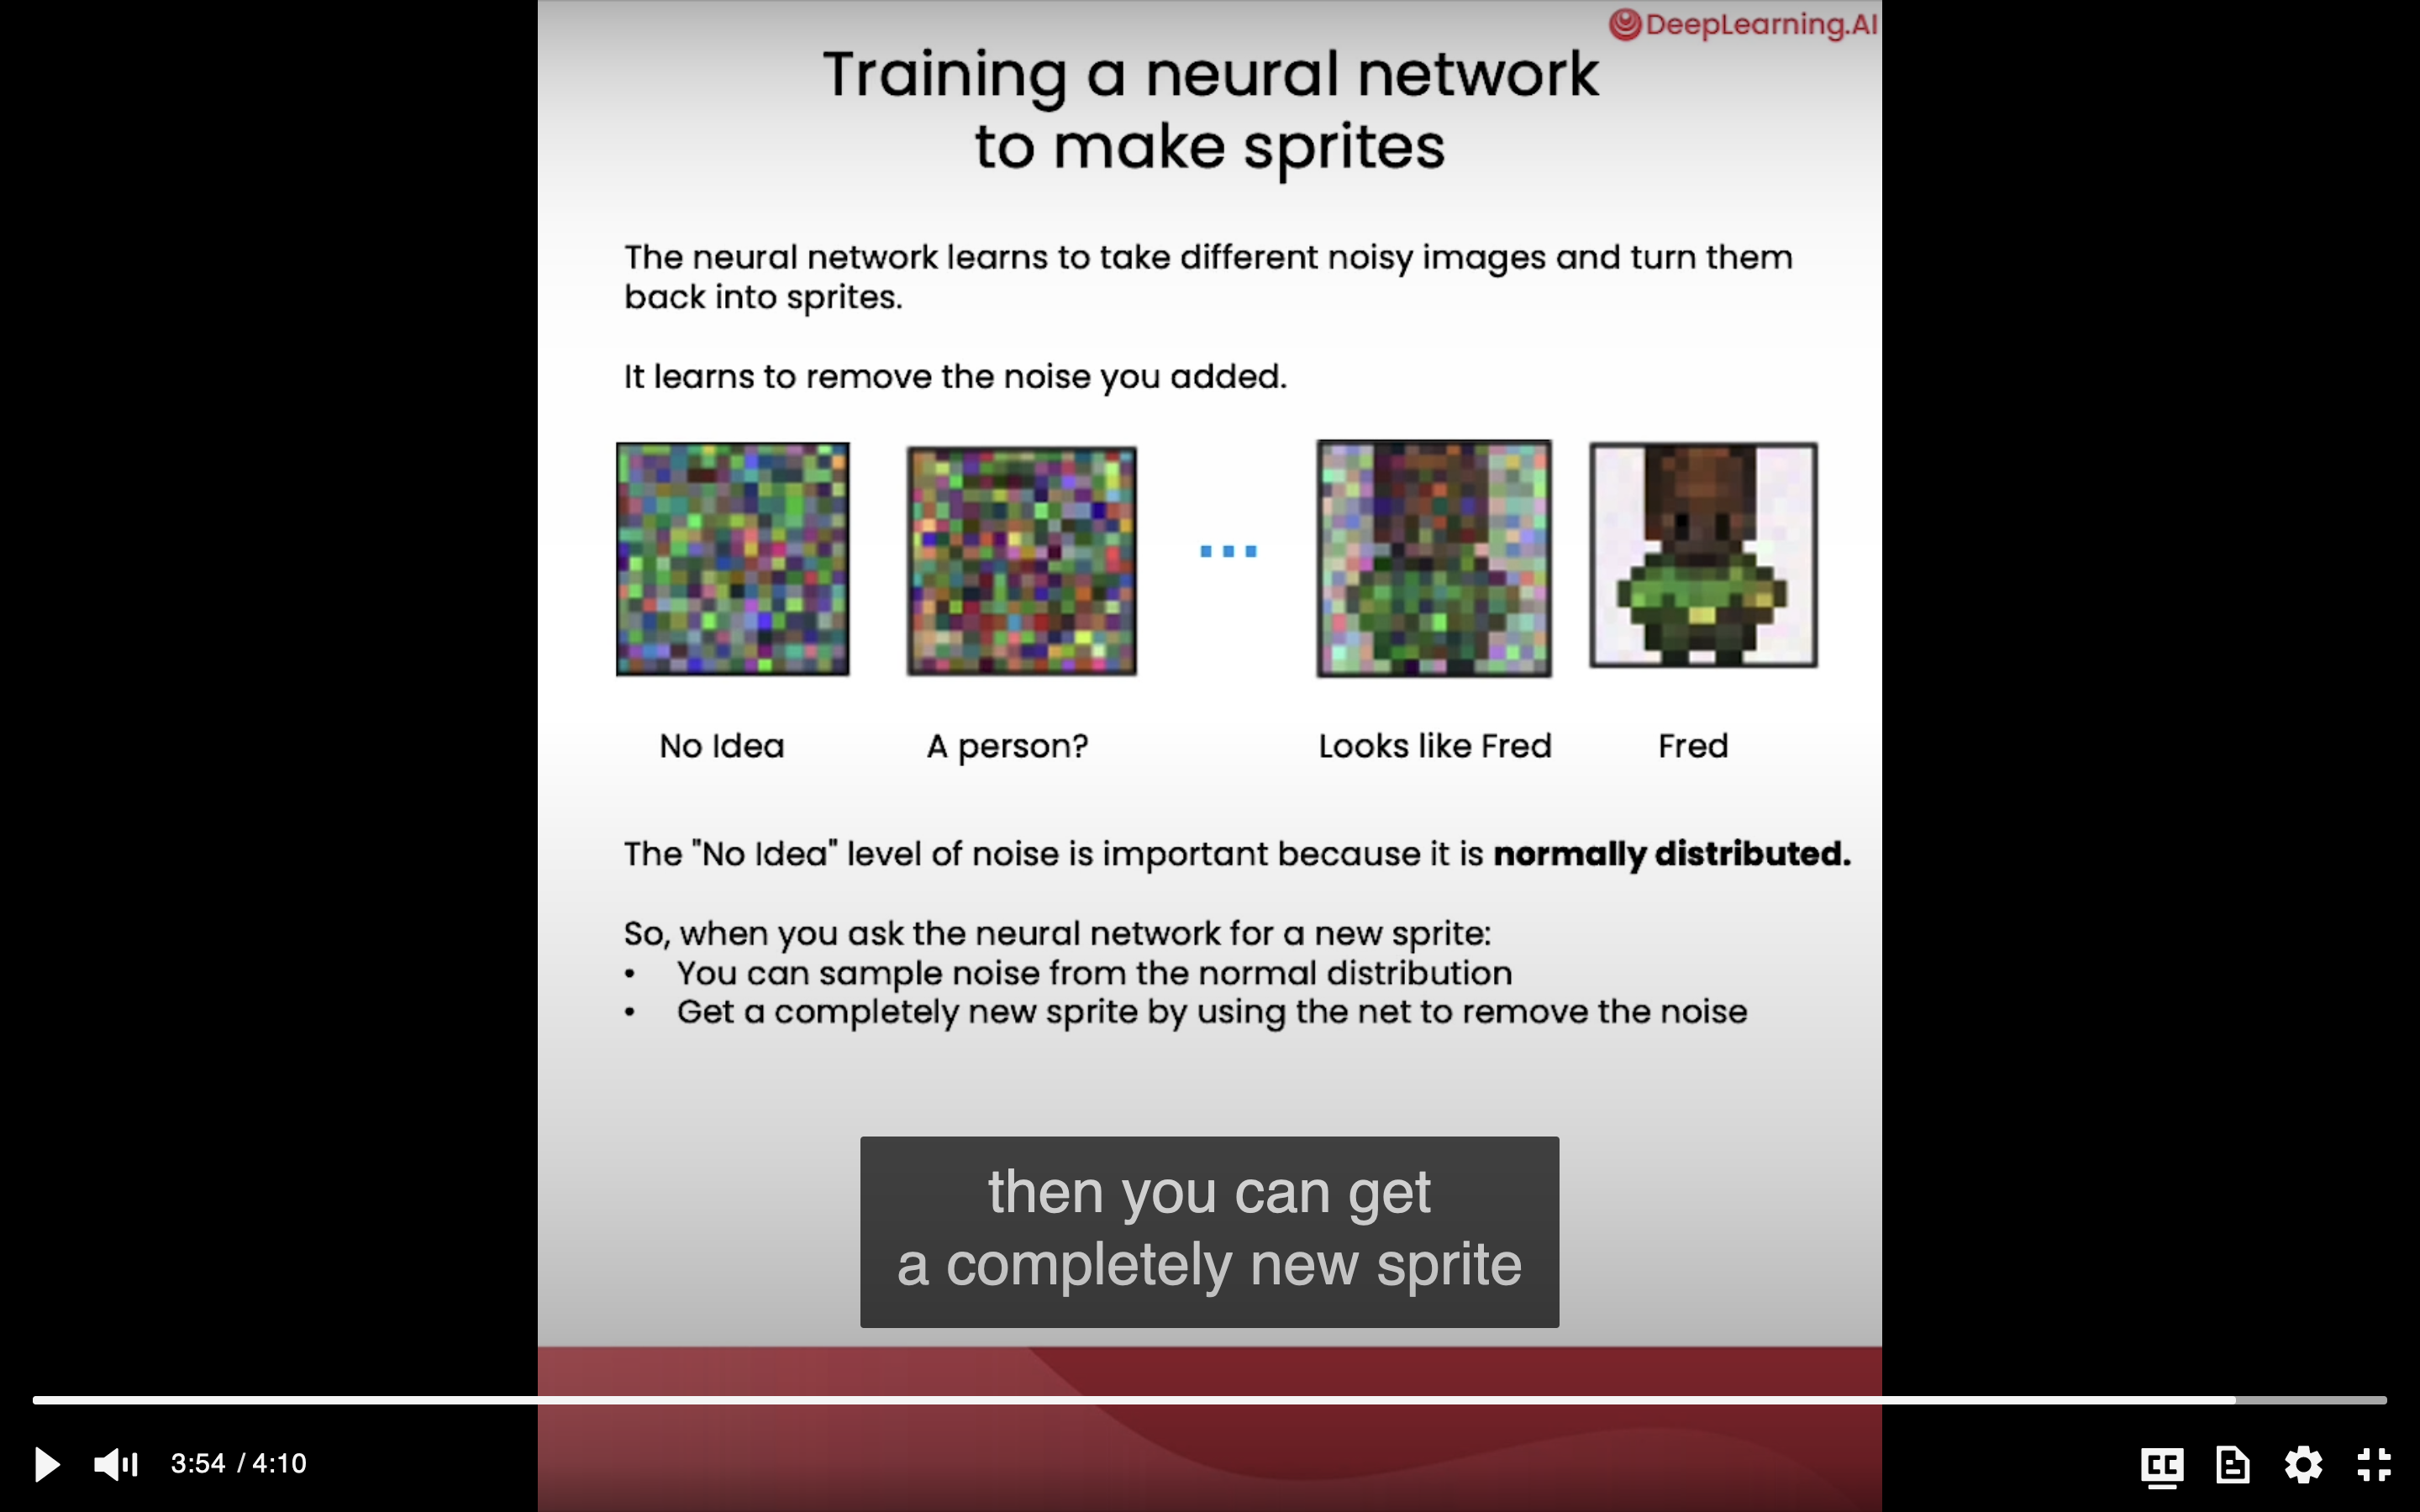 DeepLearning.AI
Training a neural network
to make sprites
The neural network learns to take different noisy images and turn them
back into sprites.
It learns to remove the noise you added.
No Idea
A person?
Looks like Fred
Fred
The "No Idea" level of noise is important because it is normally distributed.
So, when you ask the neural network for a new sprite:
• You can sample noise from the normal distribution
• Get a completely new sprite by using the net to remove the noise
then you can get
a completely new sprite
3:54 / 4:10
CC